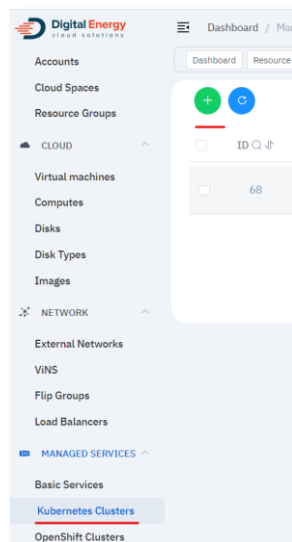 Digital Energy
cloud solutions
Dashboard / Ma
Accounts
Dashboard Resource
Cloud Spaces
Resource Groups
CLOUD
ID
Virtual machines
68
Computes
Disks
Disk Types
Images
NETWORK
External Networks
ViNS
Flip Groups
Load Balancers
MANAGED SERVICES
Basic Services
Kubernetes Clusters
OpenShift Clusters